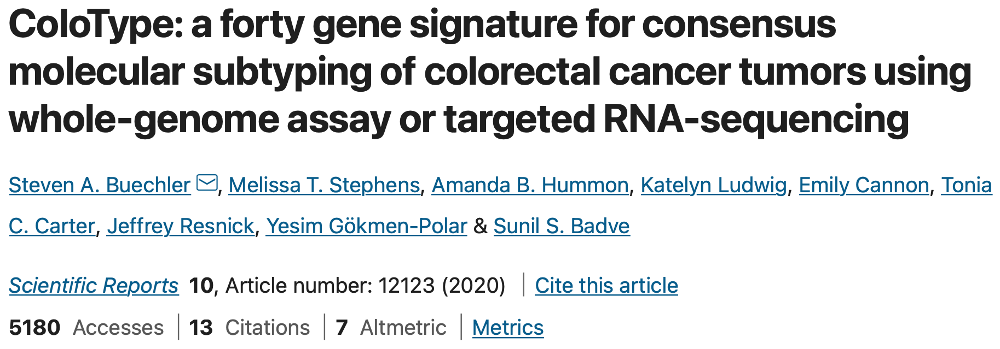 ColoType: a forty gene signature for consensus
molecular subtyping of colorectal cancer tumors using
whole-genome assay or targeted RNA-sequencing
Steven A. Buechler, Melissa T. Stephens, Amanda B. Hummon, Katelyn Ludwig, Emily Cannon, Tonia
C. Carter, Jeffrey Resnick, Yesim Gökmen-Polar & Sunil S. Badve
Scientific Reports 10, Article number: 12123 (2020) | Cite this article
5180 Accesses | 13 Citations | 7 Altmetric | Metrics